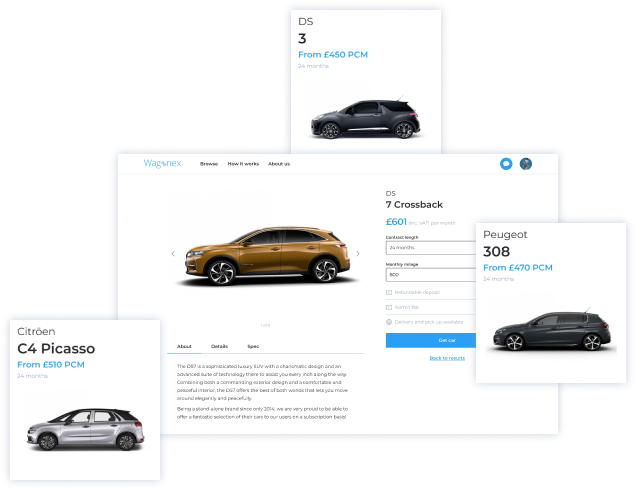 DS
3
From £450 PCM
24 months
Wagonex
Browse
How it works
About us
DS
7 Crossback
£601 (inc. VAT) per month
Contract length
24 months
Monthly milage
800
Refundable deposit
Admin fee
Delivery and pick up available
Get car
Back to results
About
Details
Spec
The DS7 is a sophisticated luxury SUV with a charismatic design and an
advanced suite of technology there to assist you every inch along the way.
Combining both a commanding exterior design and a comfortable and
peaceful interior, the DS7 offers the best of both worlds that lets you move
around elegantly and peacefully.
Being a stand-alone brand since 2014, we are very proud to be able to
offer a fantastic selection of their cars to our users on a subscription basis!
Peugeot
308
From £470 PCM
24 months
Citröen
C4 Picasso
From £510 PCM
24 months